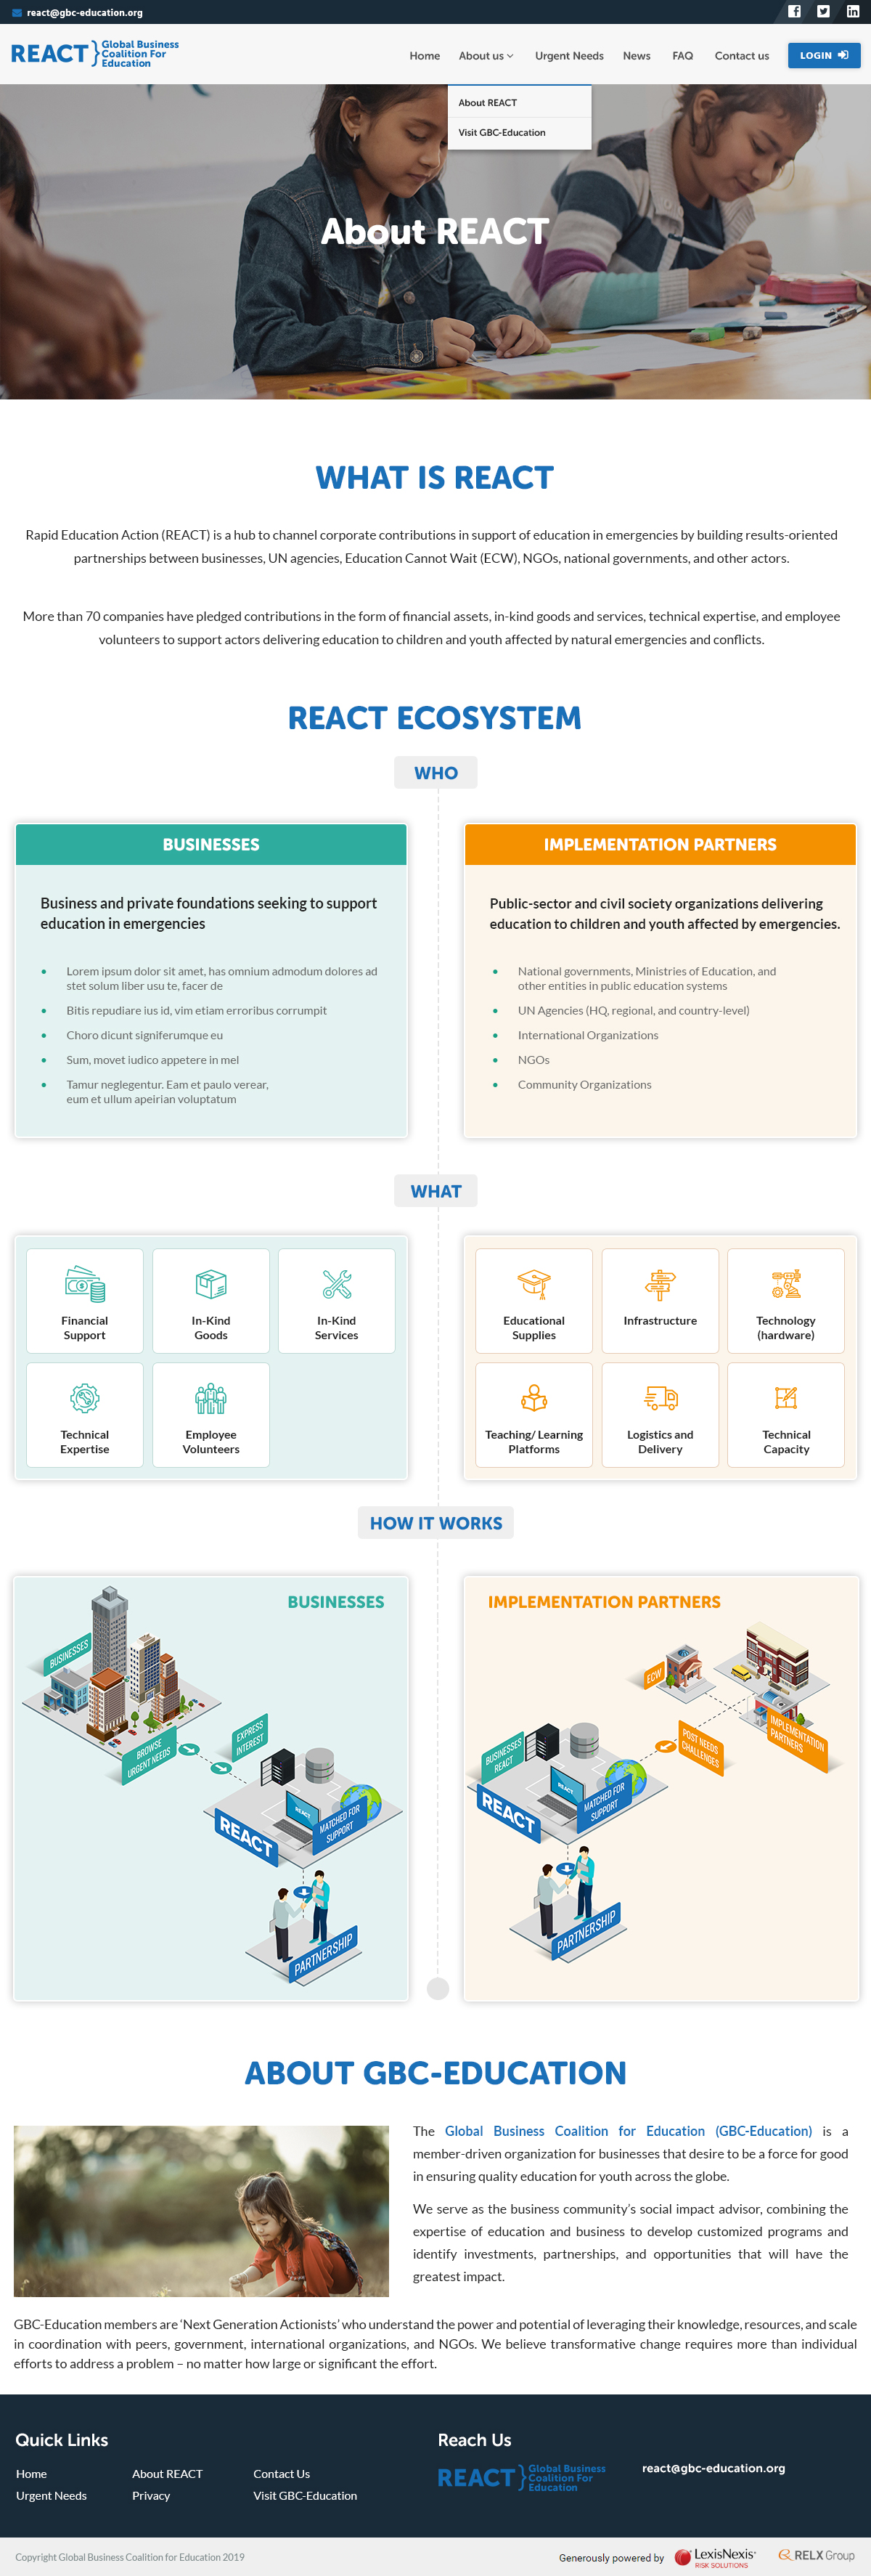 react@gbc-education.org
REACT Global Business
Coalition For
Education
Home About us Urgent Needs News FAQ Contact us LOGIN
About REACT
Visit GBC-Education
About REACT
WHAT IS REACT
Rapid Education Action (REACT) is a hub to channel corporate contributions in support of education in emergencies by building results-oriented
partnerships between businesses, UN agencies, Education Cannot Wait (ECW), NGOs, national governments, and other actors.
More than 70 companies have pledged contributions in the form of financial assets, in-kind goods and services, technical expertise, and employee
volunteers to support actors delivering education to children and youth affected by natural emergencies and conflicts.
REACT ECOSYSTEM
WHO
BUSINESSES
Business and private foundations seeking to support
education in emergencies
• Lorem ipsum dolor sit amet, has omnium admodum dolores ad
stet solum liber usu te, facer de
• Bitis repudiare ius id, vim etiam erroribus corrumpit
• Choro dicunt signiferumque eu
• Sum, movet iudico appetere in mel
• Tamur neglegentur. Eam et paulo verear,
eum et ullum apeirian voluptatum
IMPLEMENTATION PARTNERS
Public-sector and civil society organizations delivering
education to children and youth affected by emergencies.
• National governments, Ministries of Education, and
other entities in public education systems
• UN Agencies (HQ, regional, and country-level)
• International Organizations
• NGOs
• Community Organizations
WHAT
Financial
Support
In-Kind
Goods
In-Kind
Services
Technical
Expertise
Employee
Volunteers
Educational
Supplies
Infrastructure
Technology
(hardware)
Teaching/ Learning
Platforms
Logistics and
Delivery
Technical
Capacity
HOW IT WORKS
BUSINESSES
BUSINESSES
BROWSE
URGENT NEEDS
EXPRESS
INTEREST
REACT
REACT
MATCHED FOR
SUPPORT
PARTNERSHIP
IMPLEMENTATION PARTNERS
ECW
IMPLEMENTATION
PARTNERS
POST NEEDS
CHALLENGES
BUSINESSES
REACT
REACT
REACT
MATCHED FOR
SUPPORT
PARTNERSHIP
ABOUT GBC-EDUCATION
The Global Business Coalition for Education (GBC-Education) is a
member-driven organization for businesses that desire to be a force for good
in ensuring quality education for youth across the globe.
We serve as the business community's social impact advisor, combining the
expertise of education and business to develop customized programs and
identify investments, partnerships, and opportunities that will have the
greatest impact.
GBC-Education members are ‘Next Generation Actionists’ who understand the power and potential of leveraging their knowledge, resources, and scale
in coordination with peers, government, international organizations, and NGOs. We believe transformative change requires more than individual
efforts to address a problem – no matter how large or significant the effort.
Quick Links
Home About REACT Contact Us
Urgent Needs Privacy Visit GBC-Education
Reach Us
REACT Global Business
Coalition For
Education
react@gbc-education.org
Copyright Global Business Coalition for Education 2019
Generously powered by LexisNexis
RISK SOLUTIONS
RELX Group